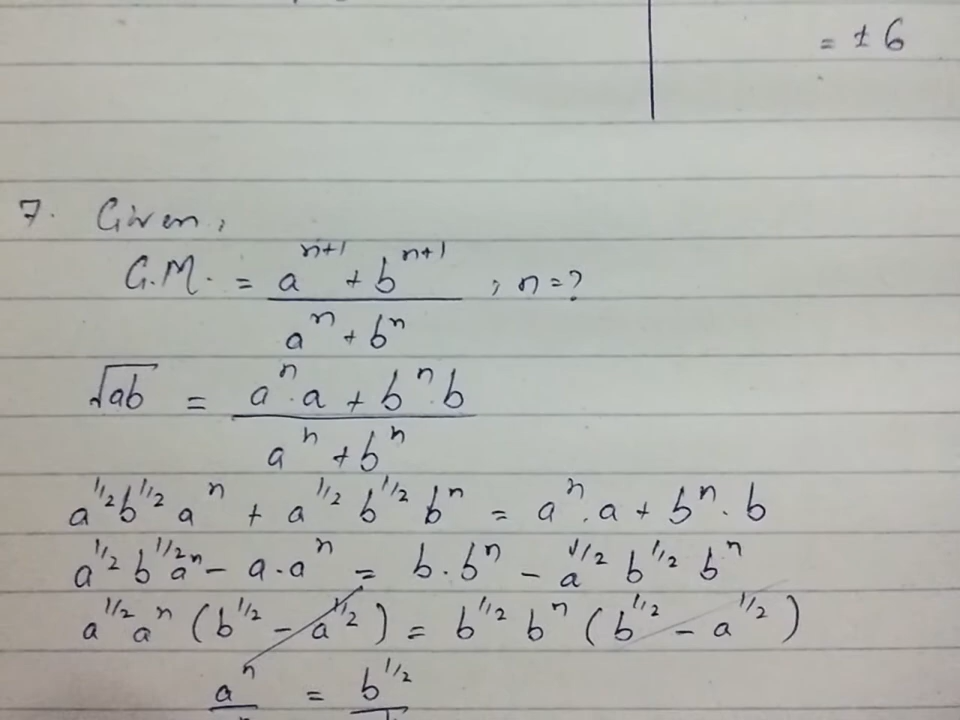 = ± 6
7. Given,
G.M. = a^{n+1} + b^{n+1} / a^n + b^n ; n = ?
√ab = a^n · a + b^n · b / a^n + b^n
a^{1/2} b^{1/2} a^n + a^{1/2} b^{1/2} b^n = a^n · a + b^n · b
a^{1/2} b^{1/2} a^n - a · a^n = b · b^n - a^{1/2} b^{1/2} b^n
a^{1/2} a^n (b^{1/2} - a^{1/2}) = b^{1/2} b^n (b^{1/2} - a^{1/2})
a^n = b^{1/2}